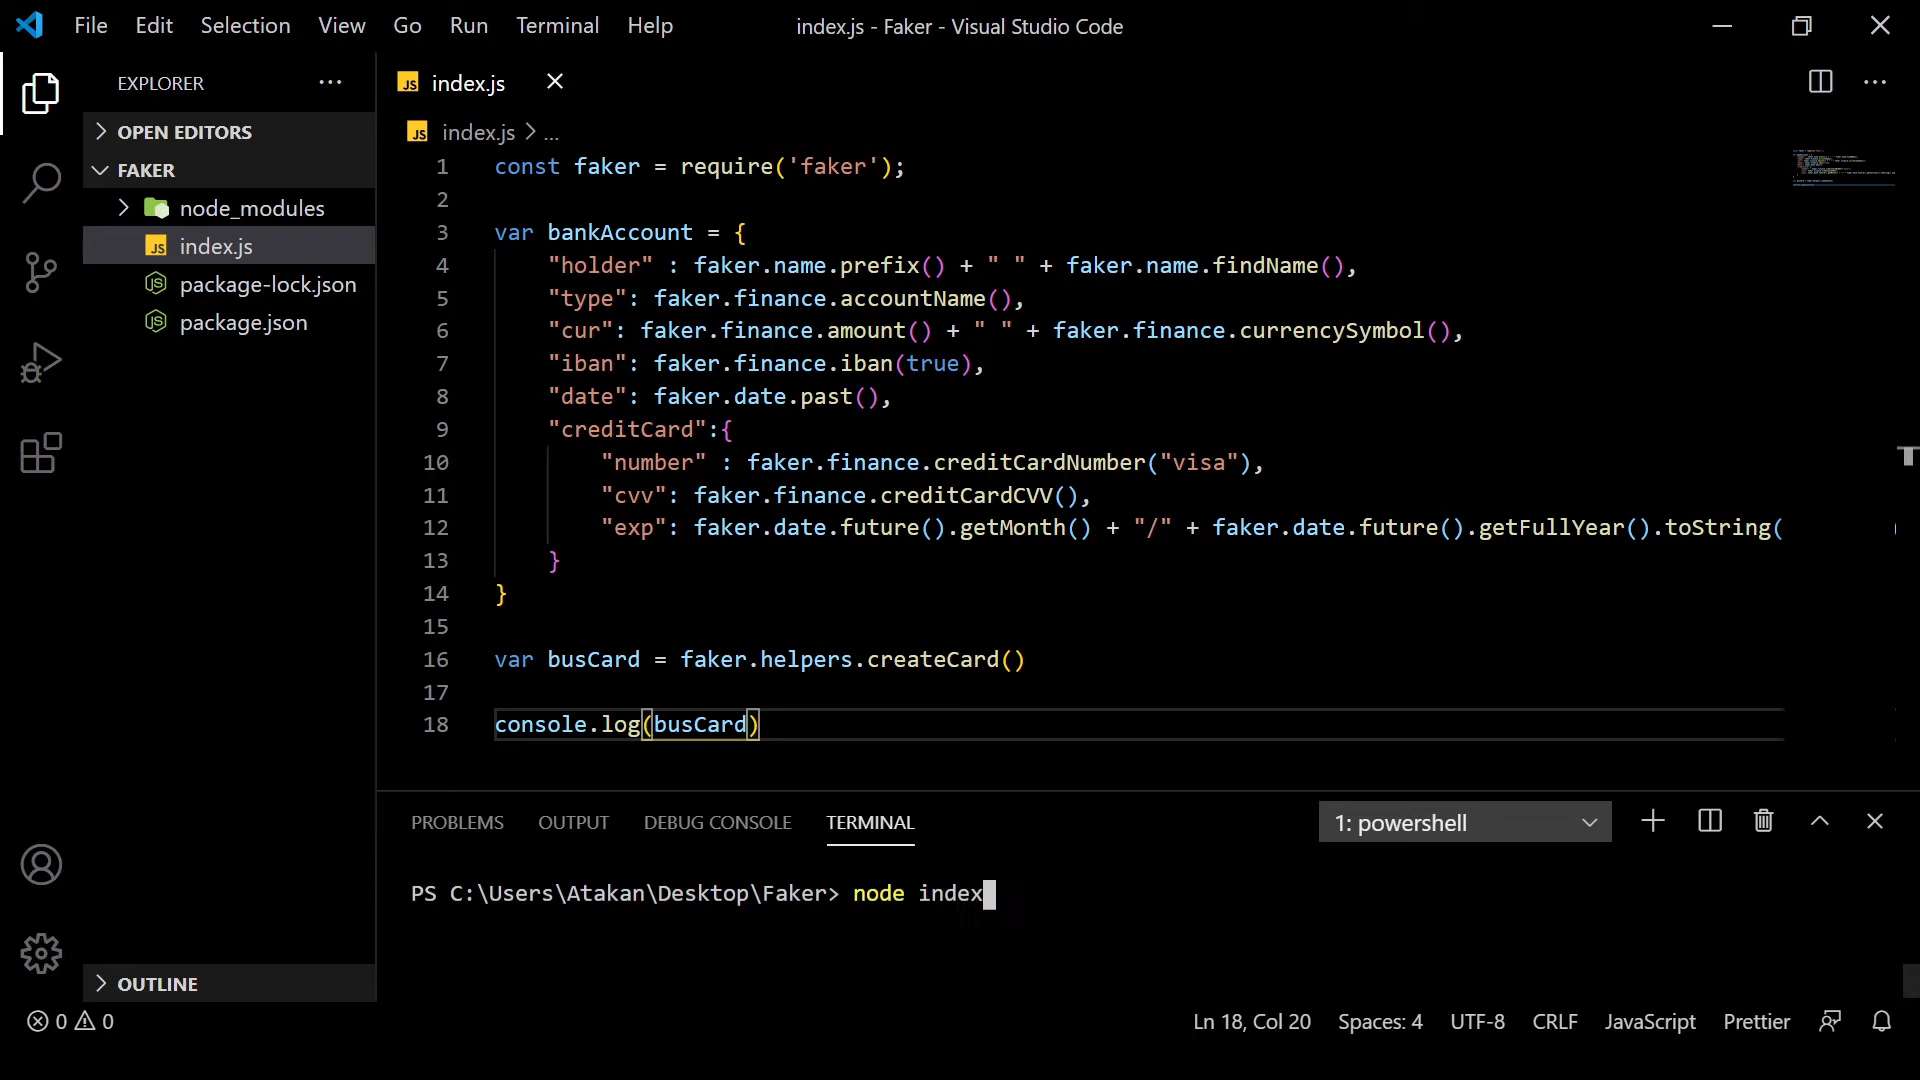 File Edit Selection View Go Run Terminal Help
index.js - Faker - Visual Studio Code
EXPLORER
OPEN EDITORS
FAKER
node_modules
JS index.js
package-lock.json
package.json
OUTLINE
JS index.js
JS index.js > ...
1 const faker = require('faker');
2
3 var bankAccount = {
4 "holder" : faker.name.prefix() + " " + faker.name.findName(),
5 "type": faker.finance.accountName(),
6 "cur": faker.finance.amount() + " " + faker.finance.currencySymbol(),
7 "iban": faker.finance.iban(true),
8 "date": faker.date.past(),
9 "creditCard":{
10 "number" : faker.finance.creditCardNumber("visa"),
11 "cvv": faker.finance.creditCardCVV(),
12 "exp": faker.date.future().getMonth() + "/" + faker.date.future().getFullYear().toString(
13 }
14 }
15
16 var busCard = faker.helpers.createCard()
17
18 console.log(busCard)
PROBLEMS OUTPUT DEBUG CONSOLE TERMINAL
1: powershell
PS C:\Users\Atakan\Desktop\Faker> node index
0 0
Ln 18, Col 20 Spaces: 4 UTF-8 CRLF JavaScript Prettier